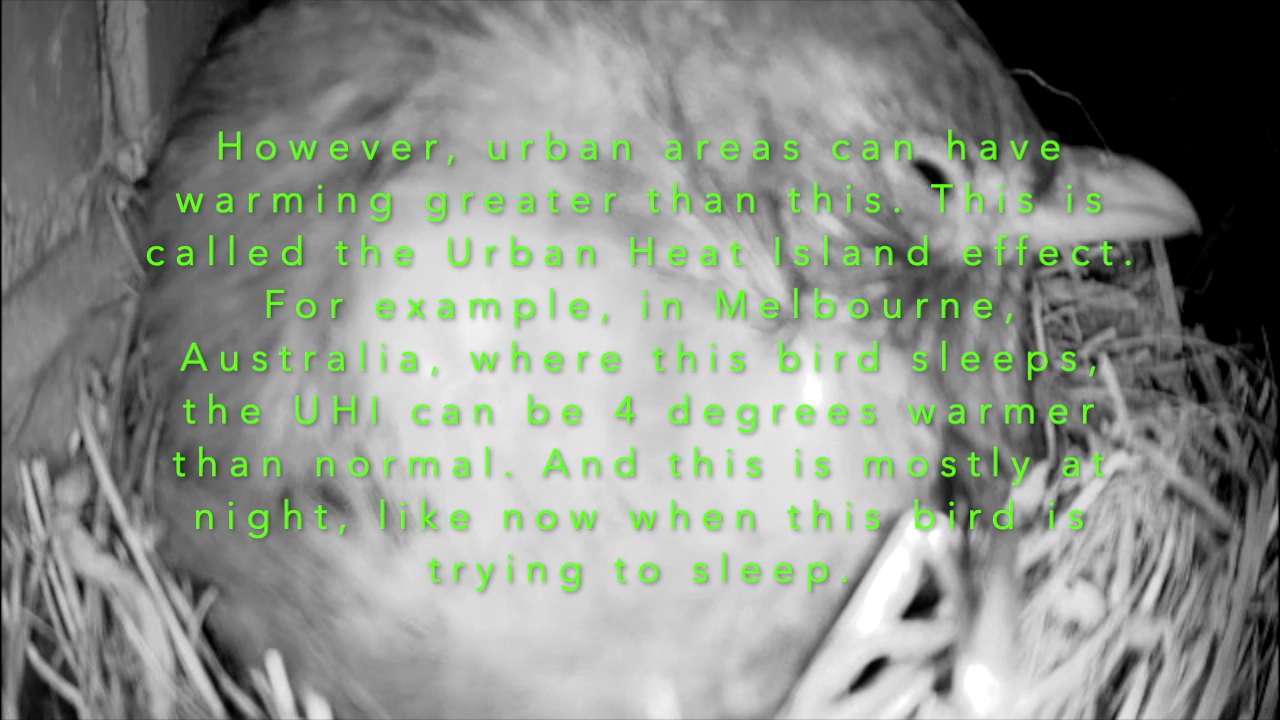 However, urban areas can have
warming greater than this. This is
called the Urban Heat Island effect.
For example, in Melbourne,
Australia, where this bird sleeps,
the UHI can be 4 degrees warmer
than normal. And this is mostly at
night, like now when this bird is
trying to sleep.